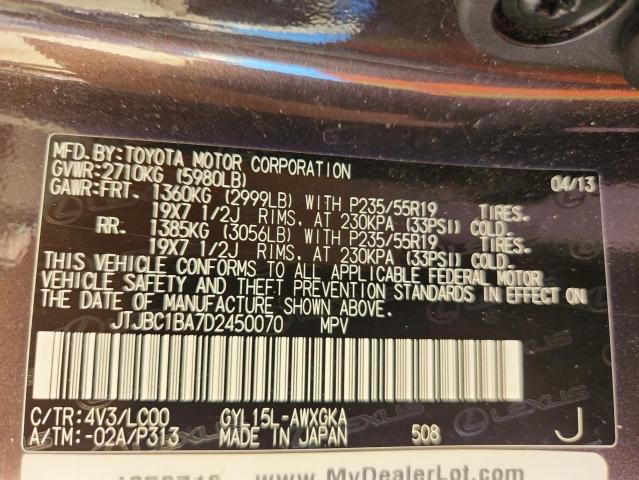 MFD. BY: TOYOTA MOTOR CORPORATION 04/13
GVWR: 2710KG (5980LB)
GAWR: FRT. 1360KG (2999LB) WITH P235/55R19 TIRES.
19X7 1/2J RIMS. AT 230KPA (33PSI) COLD.
RR. 1385KG (3056LB) WITH P235/55R19 TIRES.
19X7 1/2J RIMS. AT 230KPA (33PSI) COLD.
THIS VEHICLE CONFORMS TO ALL APPLICABLE FEDERAL MOTOR
VEHICLE SAFETY AND THEFT PREVENTION STANDARDS IN EFFECT ON
THE DATE OF MANUFACTURE SHOWN ABOVE.
JTJBC1BA7D2450070 MPV
C/TR: 4V3/LC00 GYL15L-AWXGKA
A/TM: -02A/P313 MADE IN JAPAN 508 J
LEXUS
www.MyDealerLot.com